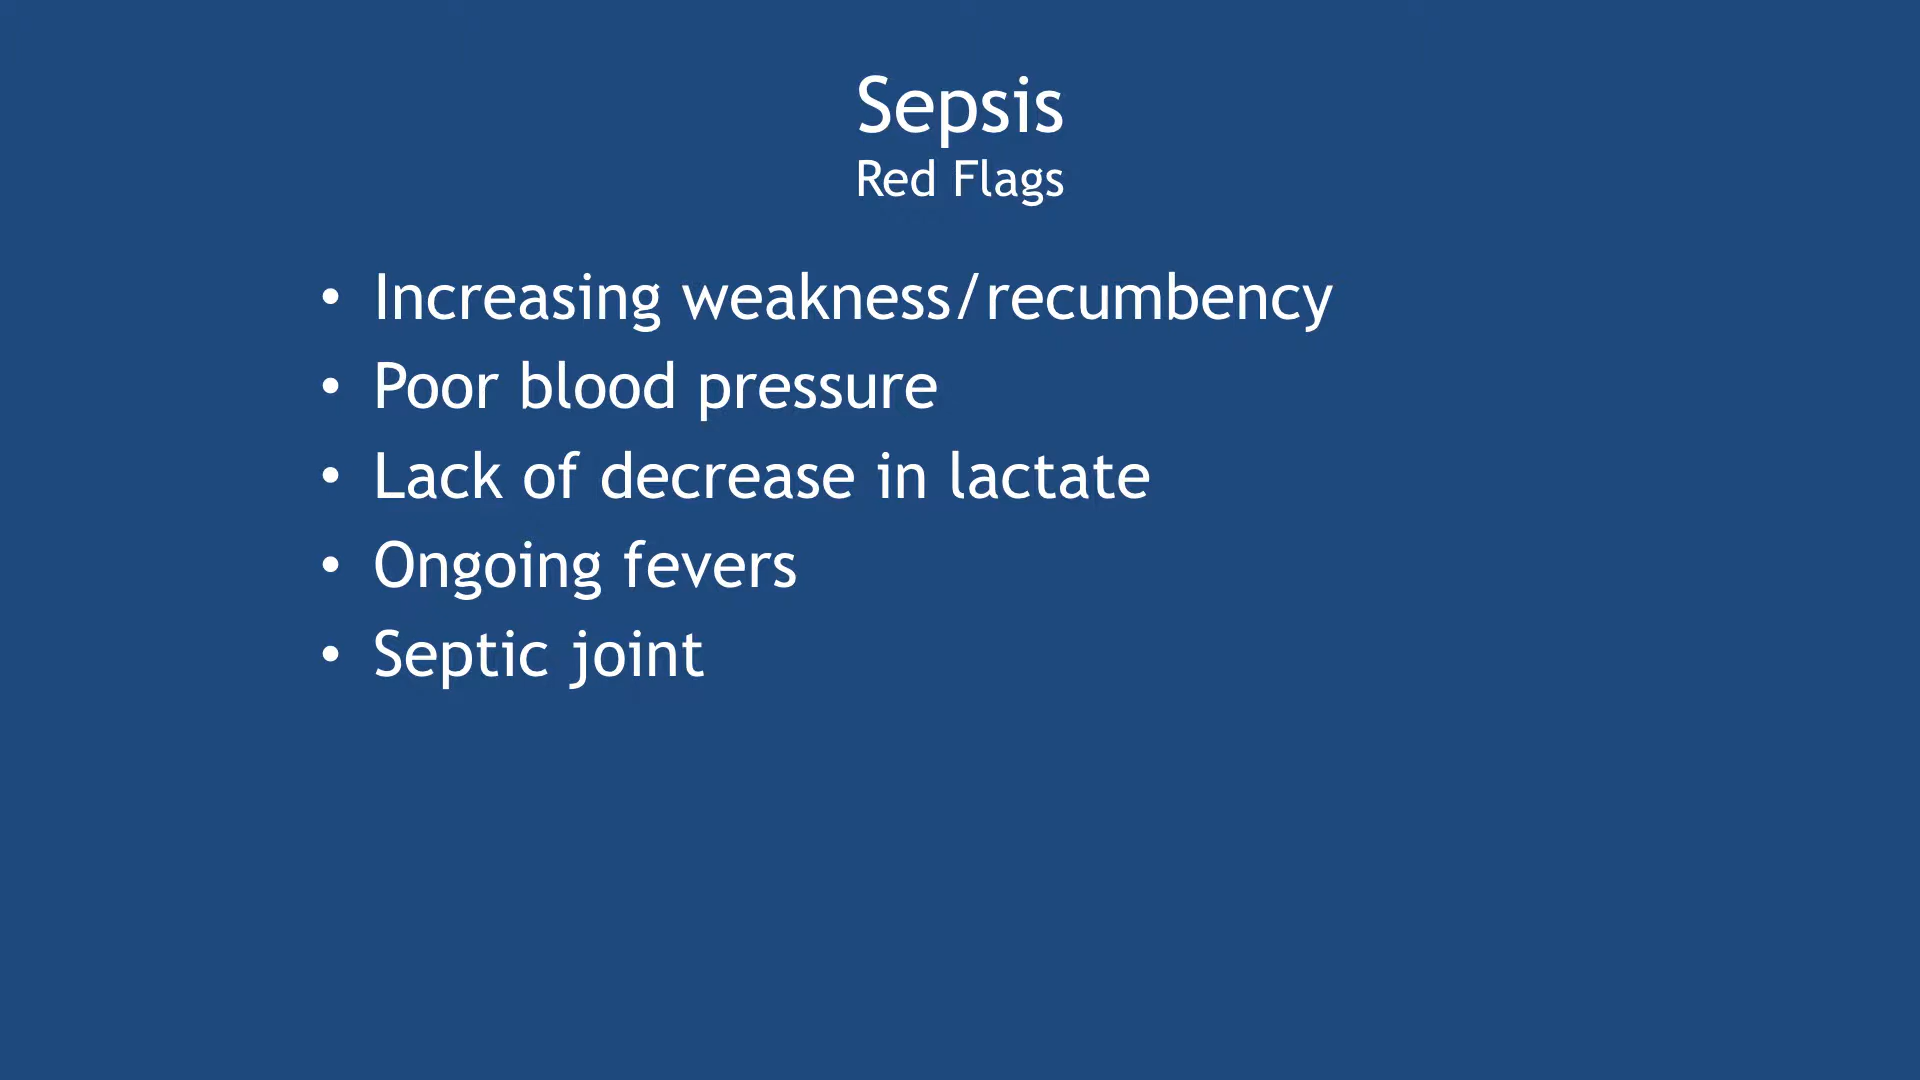 Sepsis
Red Flags
• Increasing weakness/recumbency
• Poor blood pressure
• Lack of decrease in lactate
• Ongoing fevers
• Septic joint